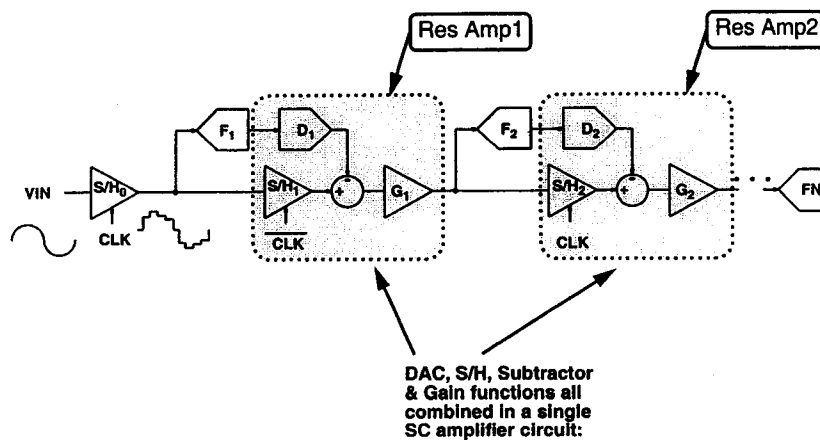 Res Amp1
Res Amp2
F1
D1
F2
D2
VIN
S/H0
S/H1
+
-
G1
S/H2
+
-
G2
FN
CLK
CLK
CLK
DAC, S/H, Subtractor
& Gain functions all
combined in a single
SC amplifier circuit: